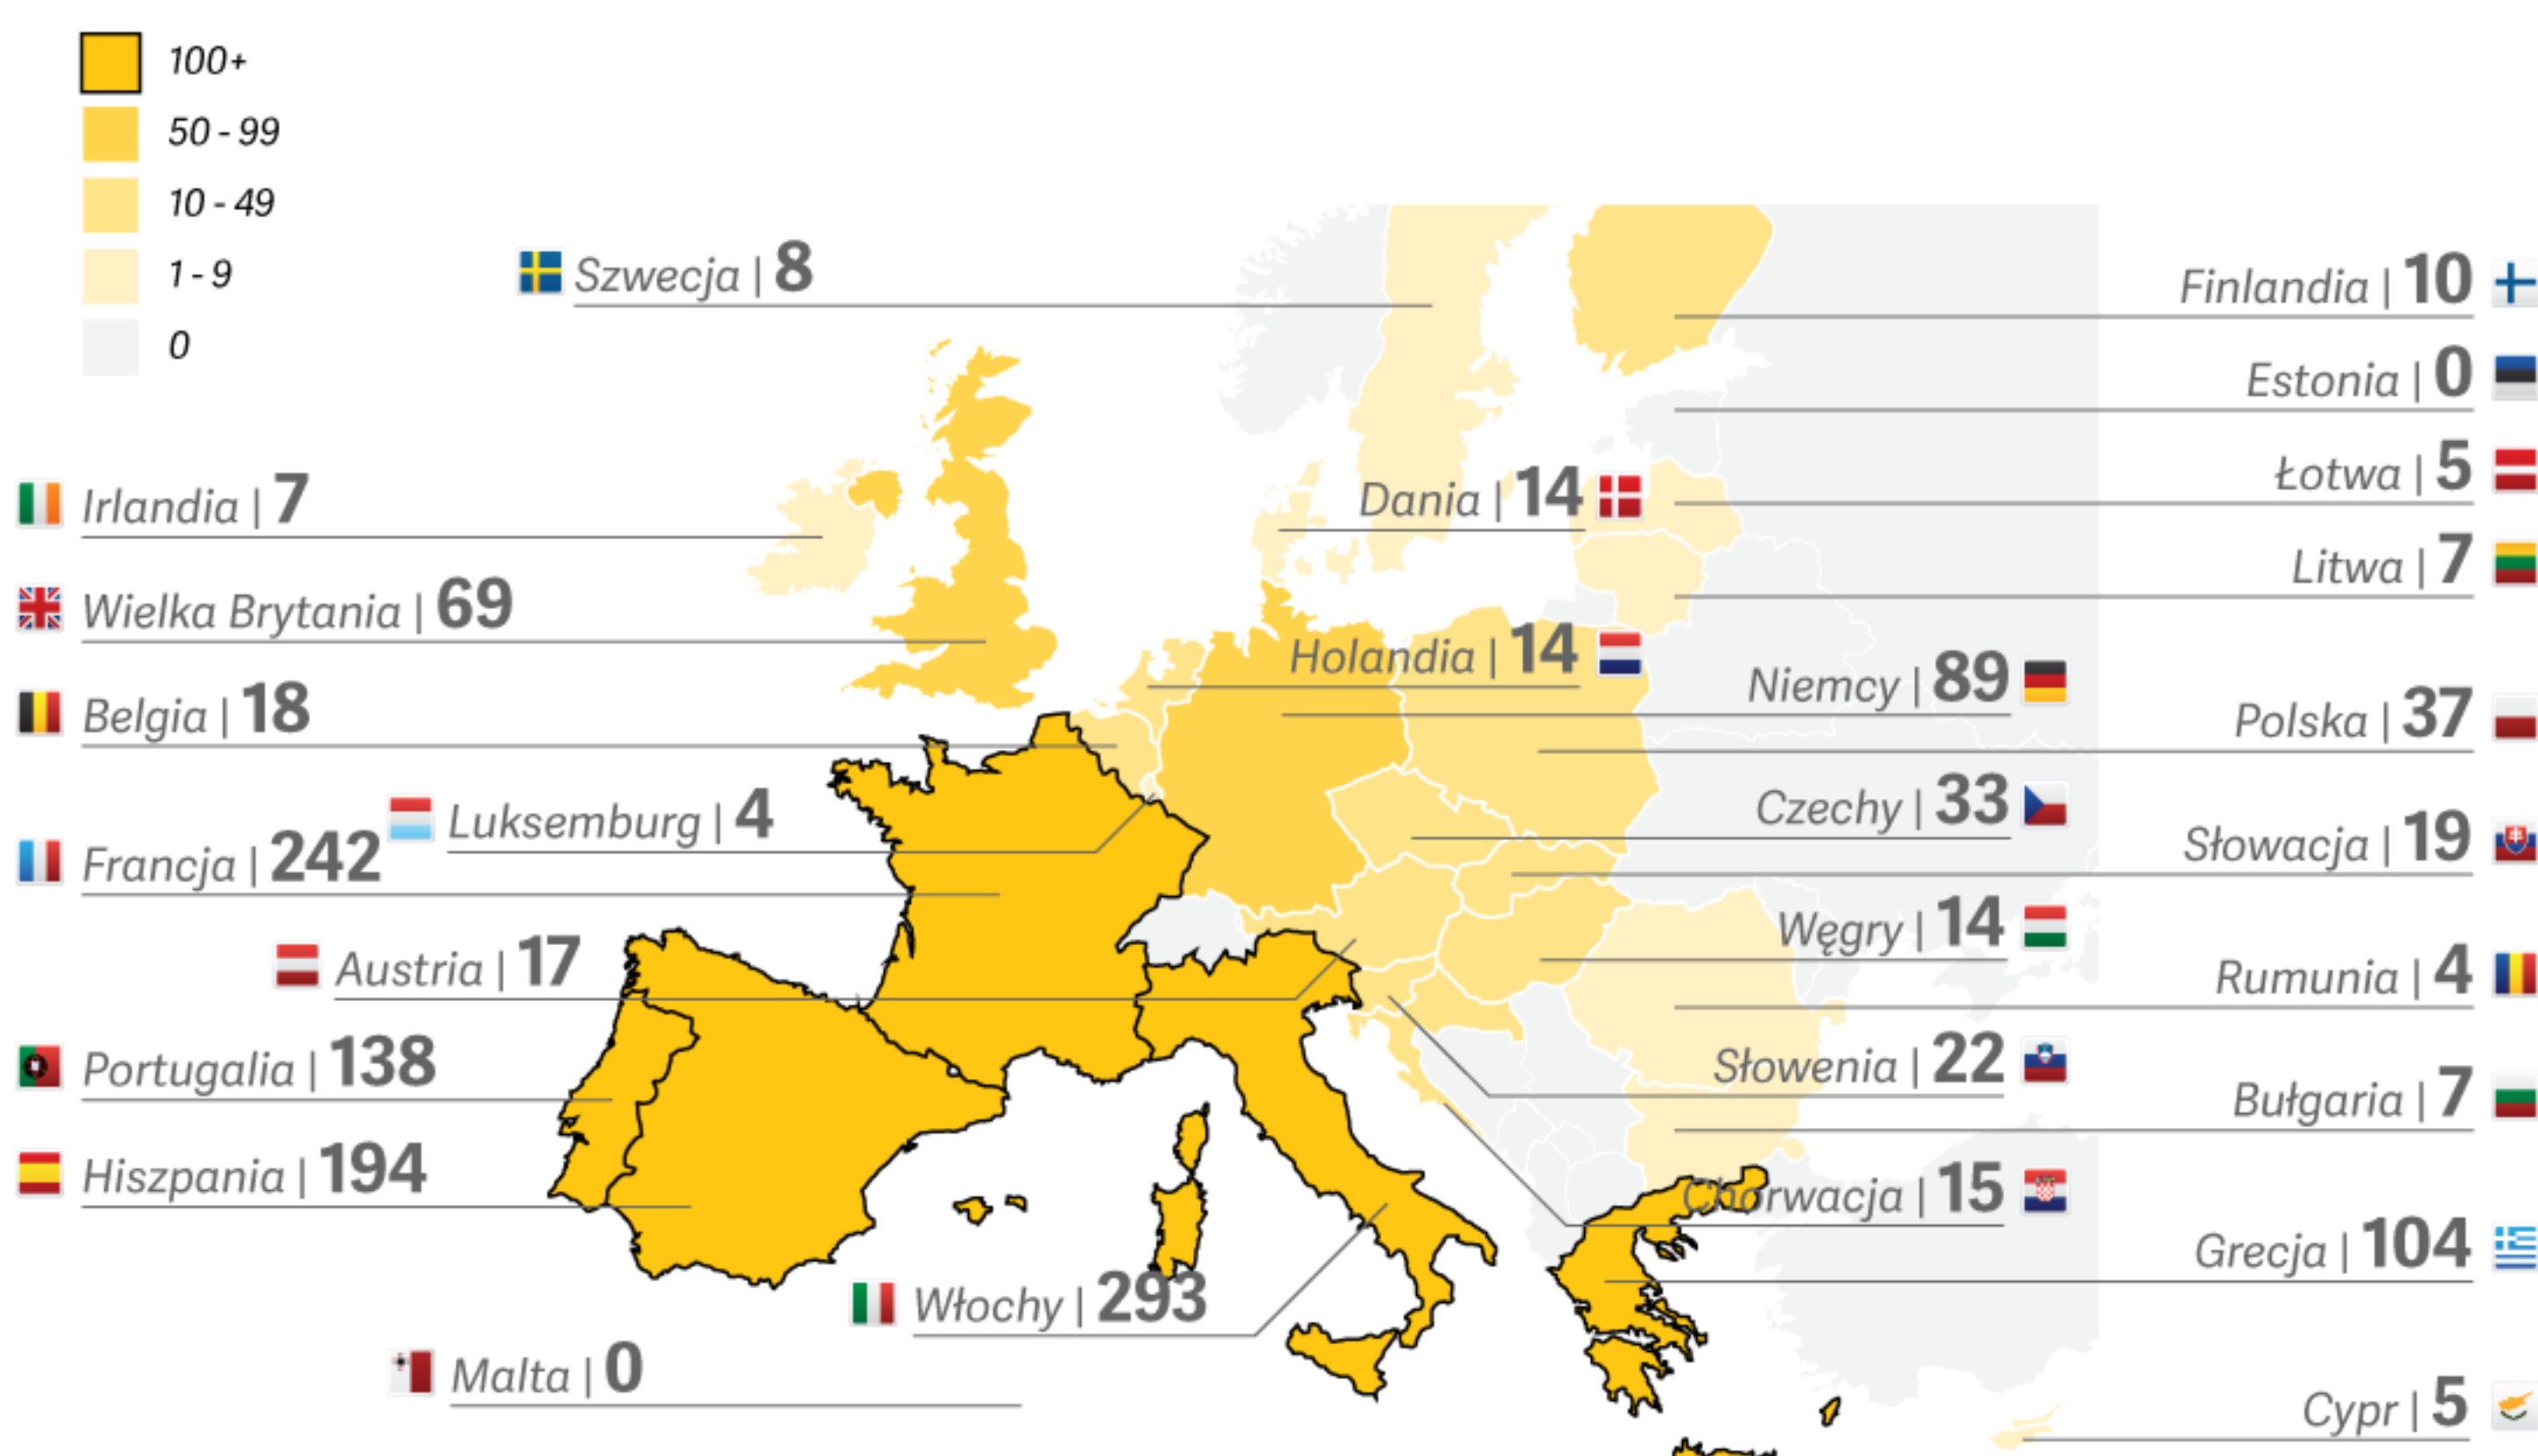 100+
50 - 99
10 - 49
1 - 9
0
Szwecja | 8
Finlandia | 10
Estonia | 0
Łotwa | 5
Irlandia | 7
Dania | 14
Litwa | 7
Wielka Brytania | 69
Holandia | 14
Niemcy | 89
Belgia | 18
Polska | 37
Luksemburg | 4
Czechy | 33
Francja | 242
Słowacja | 19
Węgry | 14
Austria | 17
Rumunia | 4
Portugalia | 138
Słowenia | 22
Bułgaria | 7
Hiszpania | 194
Chorwacja | 15
Grecja | 104
Włochy | 293
Malta | 0
Cypr | 5